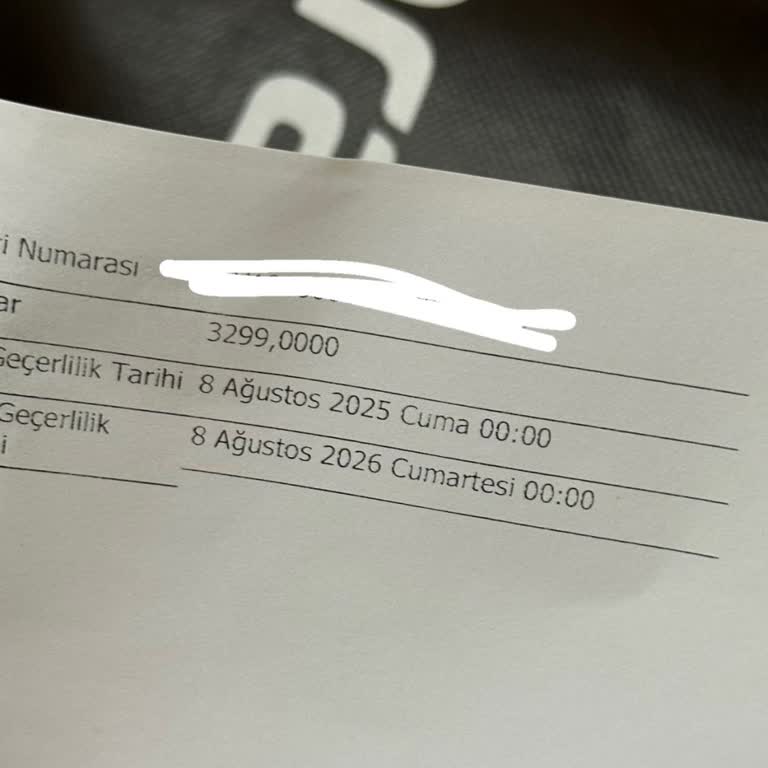 i Numarası
ar 3299,0000
Geçerlilik Tarihi 8 Ağustos 2025 Cuma 00:00
Geçerlilik 8 Ağustos 2026 Cumartesi 00:00
i